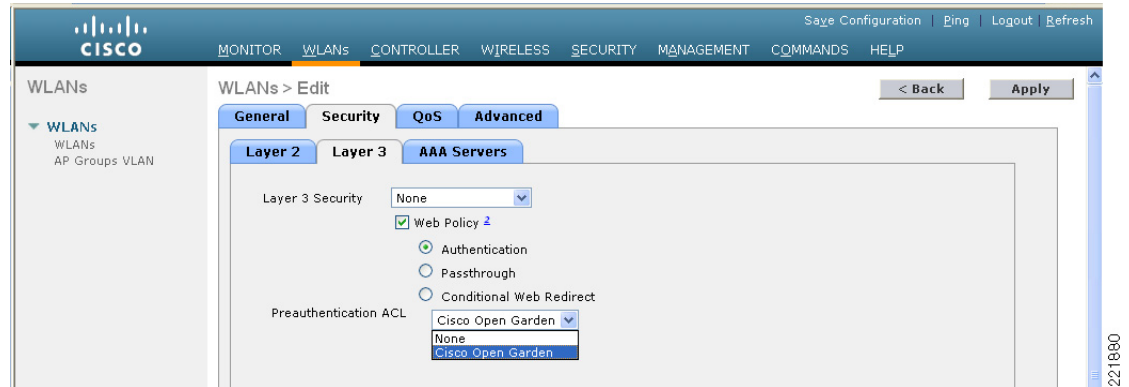 Save Configuration | Ping | Logout | Refresh
CISCO
MONITOR WLANs CONTROLLER WIRELESS SECURITY MANAGEMENT COMMANDS HELP
WLANs
WLANs
WLANs
AP Groups VLAN
WLANs > Edit
< Back
Apply
General Security QoS Advanced
Layer 2 Layer 3 AAA Servers
Layer 3 Security None
Web Policy 2
Authentication
Passthrough
Conditional Web Redirect
Preauthentication ACL Cisco Open Garden
None
Cisco Open Garden
221880